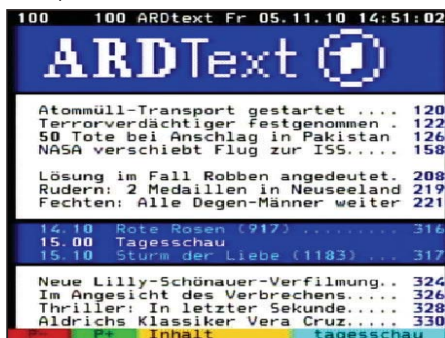 100 100 ARDtext Fr 05.11.10 14:51:02
ARDText 1
Atommüll-Transport gestartet .... 120
Terrorverdächtiger festgenommen . 122
50 Tote bei Anschlag in Pakistan 126
NASA verschiebt Flug zur ISS..... 158
Lösung im Fall Robben angedeutet. 208
Rudern: 2 Medaillen in Neuseeland 219
Fechten: Alle Degen-Männer weiter 221
14.10 Rote Rosen (917) ......... 316
15.00 Tagesschau
15.10 Sturm der Liebe (1183) ... 317
Neue Lilly-Schönauer-Verfilmung.. 324
Im Angesicht des Verbrechens..... 326
Thriller: In letzter Sekunde..... 328
Aldrichs Klassiker Vera Cruz..... 330
P- P+ Inhalt tagesschau